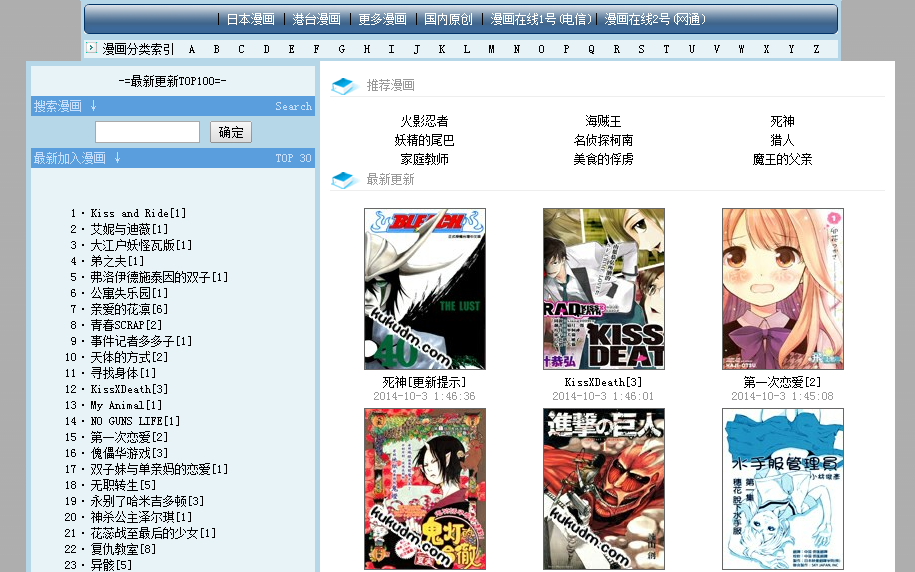 | 日本漫画 | 港台漫画 | 更多漫画 | 国内原创 | 漫画在线1号(电信) | 漫画在线2号(网通)
漫画分类索引 A B C D E F G H I J K L M N O P Q R S T U V W X Y Z
-=最新更新TOP100=-
搜索漫画 ↓ Search
确定
最新加入漫画 ↓ TOP 30
1· Kiss and Ride[1]
2· 艾妮与迪薇[1]
3· 大江户妖怪瓦版[1]
4· 弟之夫[1]
5· 弗洛伊德施泰因的双子[1]
6· 公寓失乐园[1]
7· 亲爱的花凛[6]
8· 青春SCRAP[2]
9· 事件记者多多子[1]
10· 天体的方式[2]
11· 寻找身体[1]
12· KissXDeath[3]
13· My Animal[1]
14· NO GUNS LIFE[1]
15· 第一次恋爱[2]
16· 傀儡华游戏[3]
17· 双子妹与单亲妈的恋爱[1]
18· 无职转生[5]
19· 永别了哈米吉多顿[3]
20· 神杀公主泽尔琪[1]
21· 花蕊战至最后的少女[1]
22· 复仇教室[8]
23· 异骸[5]
推荐漫画
火影忍者 海贼王 死神
妖精的尾巴 名侦探柯南 猎人
家庭教师 美食的俘虏 魔王的父亲
最新更新
BLEACH
THE LUST
40
kukudm.com
KISS
DEAT
叶恭弘
死神[更新提示] KissXDeath[3] 第一次恋爱[2]
2014-10-3 1:46:36 2014-10-3 1:46:01 2014-10-3 1:45:08
鬼灯の冷徹
kukudm.com
進撃の巨人
kukudm.com
水手服管理員
小林俊彥
第一集
穗花脫下水手服